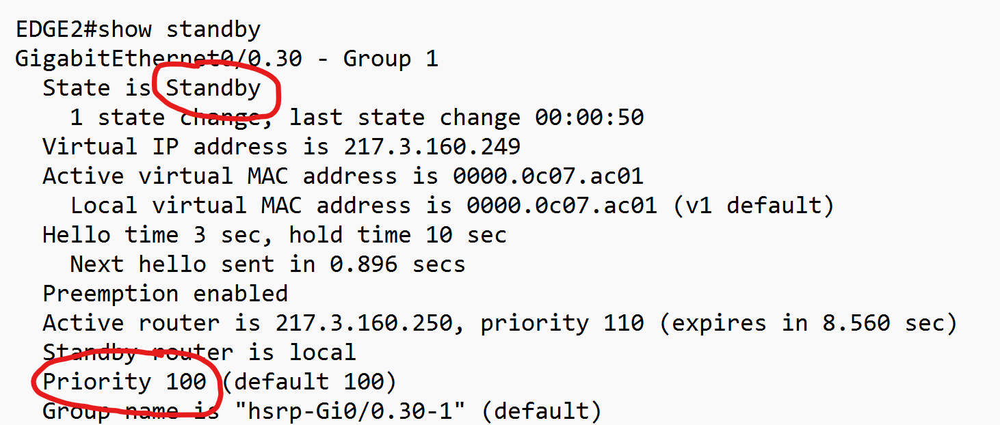 EDGE2#show standby
GigabitEthernet0/0.30 - Group 1
State is Standby
1 state change, last state change 00:00:50
Virtual IP address is 217.3.160.249
Active virtual MAC address is 0000.0c07.ac01
Local virtual MAC address is 0000.0c07.ac01 (v1 default)
Hello time 3 sec, hold time 10 sec
Next hello sent in 0.896 secs
Preemption enabled
Active router is 217.3.160.250, priority 110 (expires in 8.560 sec)
Standby router is local
Priority 100 (default 100)
Group name is "hsrp-Gi0/0.30-1" (default)